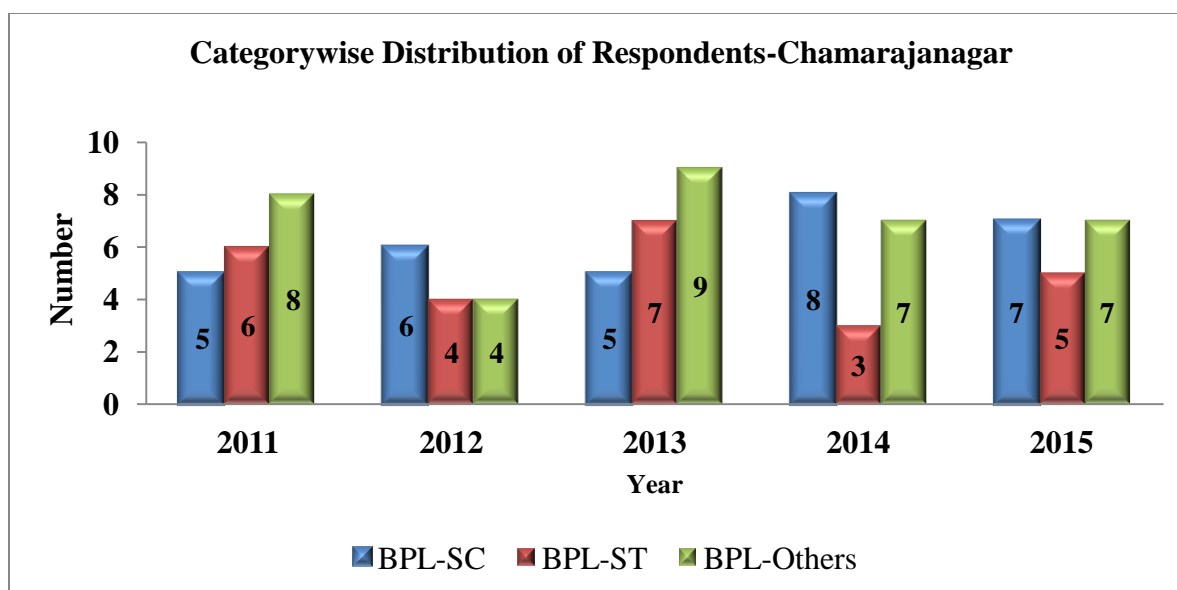 Categorywise Distribution of Respondents-Chamarajanagar
Number
10
8
6
4
2
0
5 6 8
6 4 4
5 7 9
8 3 7
7 5 7
2011 2012 2013 2014 2015
Year
BPL-SC BPL-ST BPL-Others